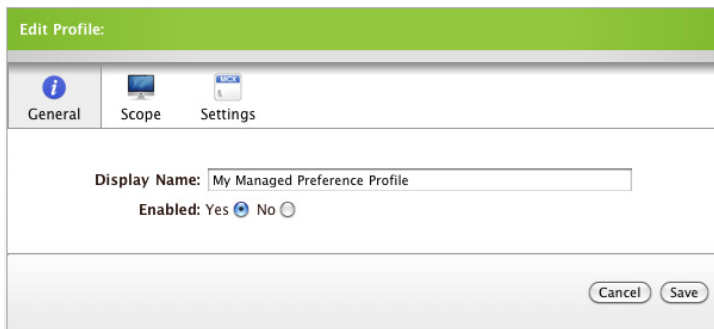 Edit Profile:
MCX
General Scope Settings
Display Name: My Managed Preference Profile
Enabled: Yes No
Cancel Save